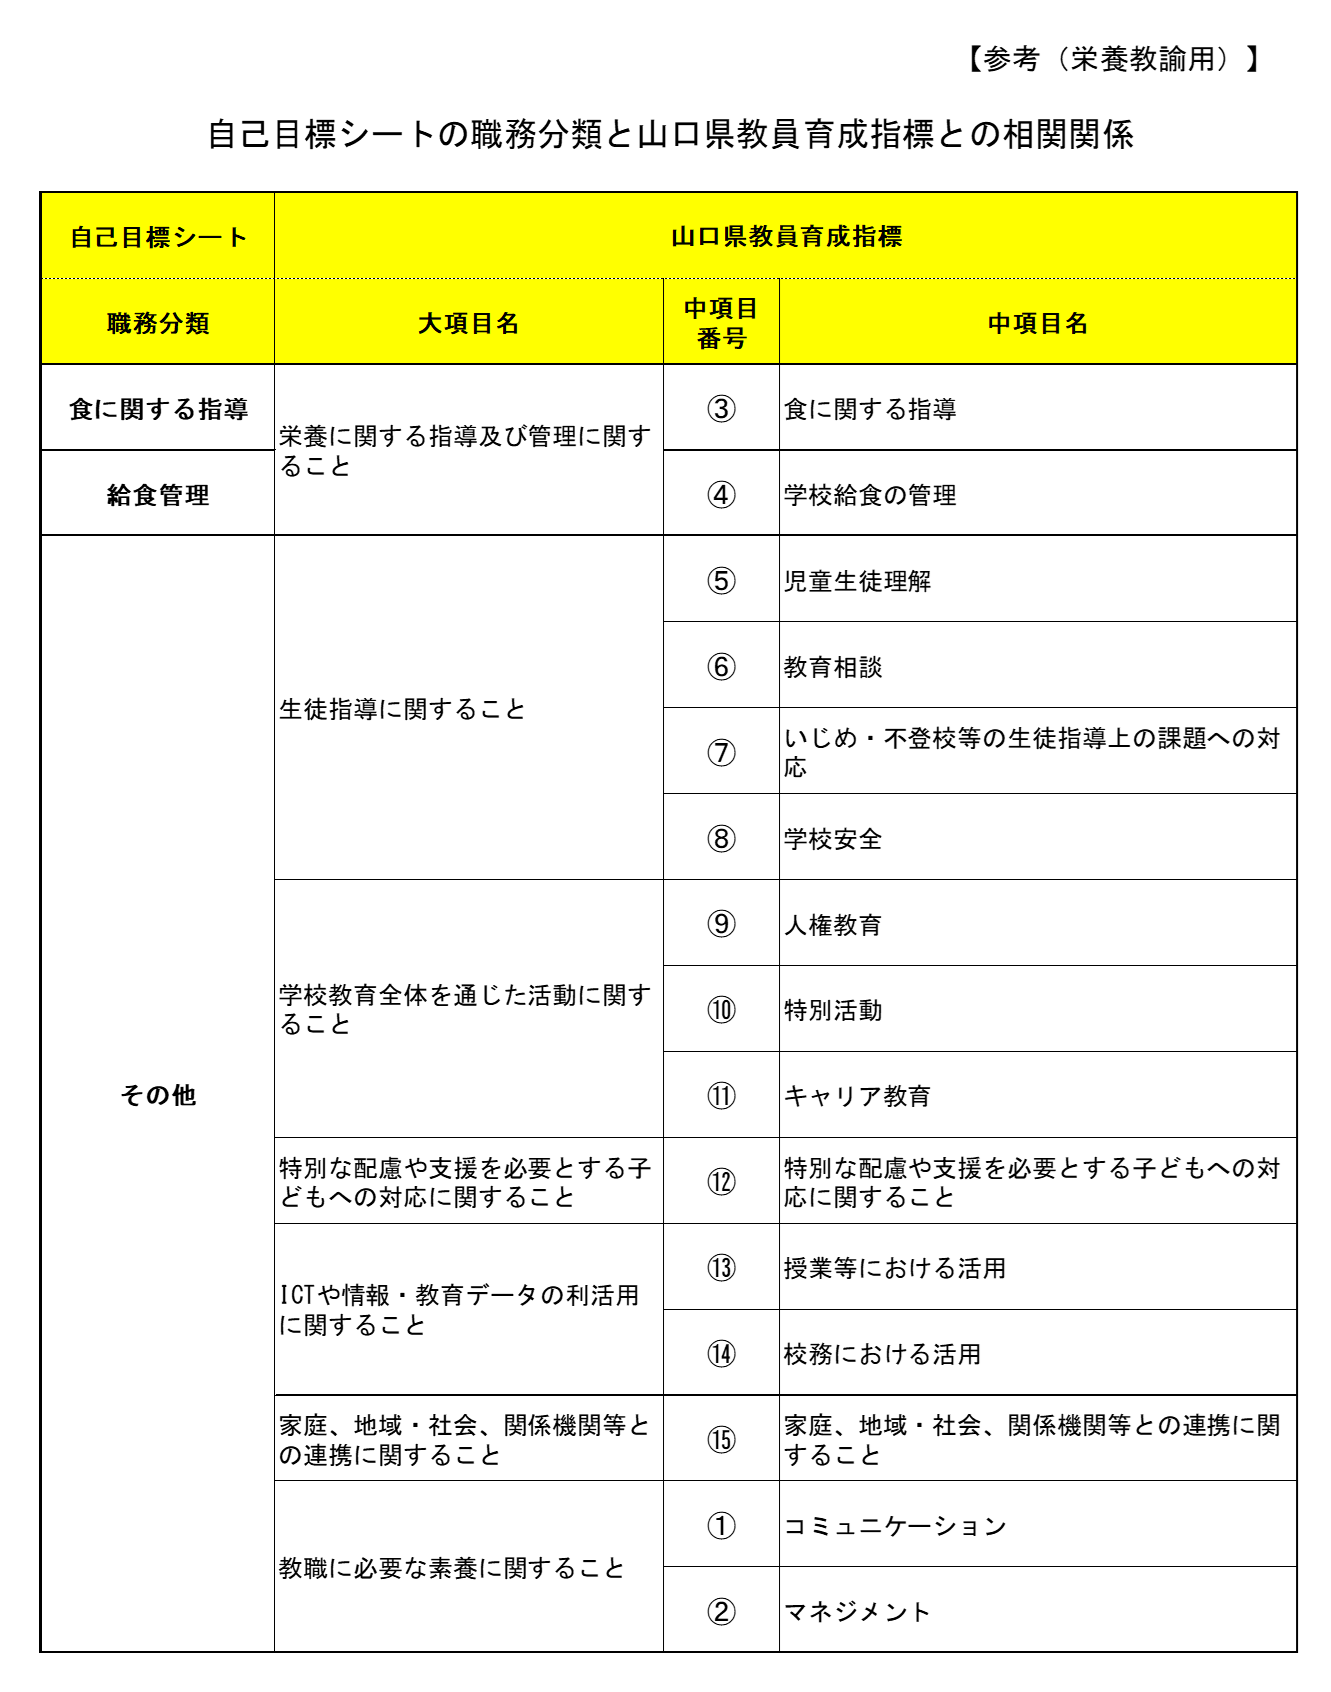 【参考（栄養教諭用）】
自己目標シートの職務分類と山口県教員育成指標との相関関係
自己目標シート
山口県教員育成指標
職務分類
大項目名
中項目
番号
中項目名
食に関する指導
栄養に関する指導及び管理に関す
ること
③
食に関する指導
給食管理
④
学校給食の管理
その他
生徒指導に関すること
⑤
児童生徒理解
⑥
教育相談
⑦
いじめ・不登校等の生徒指導上の課題への対
応
⑧
学校安全
学校教育全体を通じた活動に関す
ること
⑨
人権教育
⑩
特別活動
⑪
キャリア教育
特別な配慮や支援を必要とする子
どもへの対応に関すること
⑫
特別な配慮や支援を必要とする子どもへの対
応に関すること
ICTや情報・教育データの利活用
に関すること
⑬
授業等における活用
⑭
校務における活用
家庭、地域・社会、関係機関等と
の連携に関すること
⑮
家庭、地域・社会、関係機関等との連携に関
すること
教職に必要な素養に関すること
①
コミュニケーション
②
マネジメント